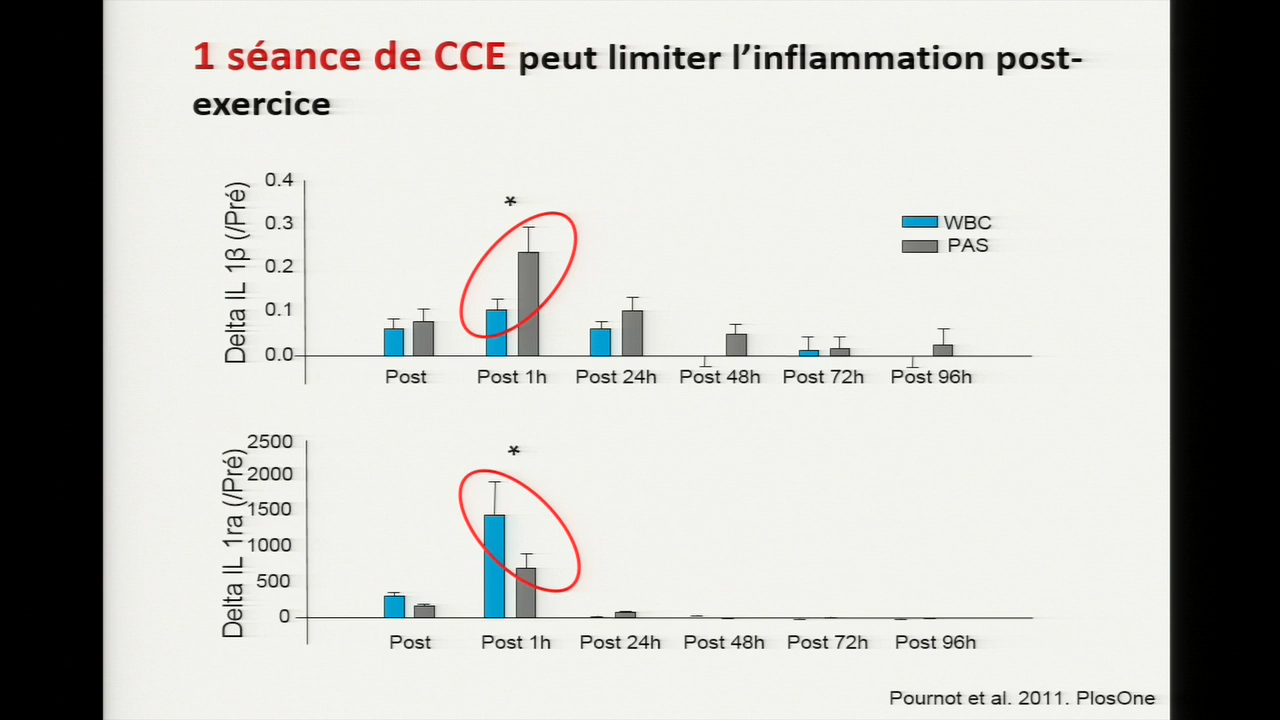 1 séance de CCE peut limiter l’inflammation post-
exercice
Delta IL 1β (/Pré)
0.4
0.3
0.2
0.1
0.0
*
WBC
PAS
Post Post 1h Post 24h Post 48h Post 72h Post 96h
Delta IL 1ra (/Pré)
2500
2000
1500
1000
500
0
*
Post Post 1h Post 24h Post 48h Post 72h Post 96h
Pournot et al. 2011. PlosOne